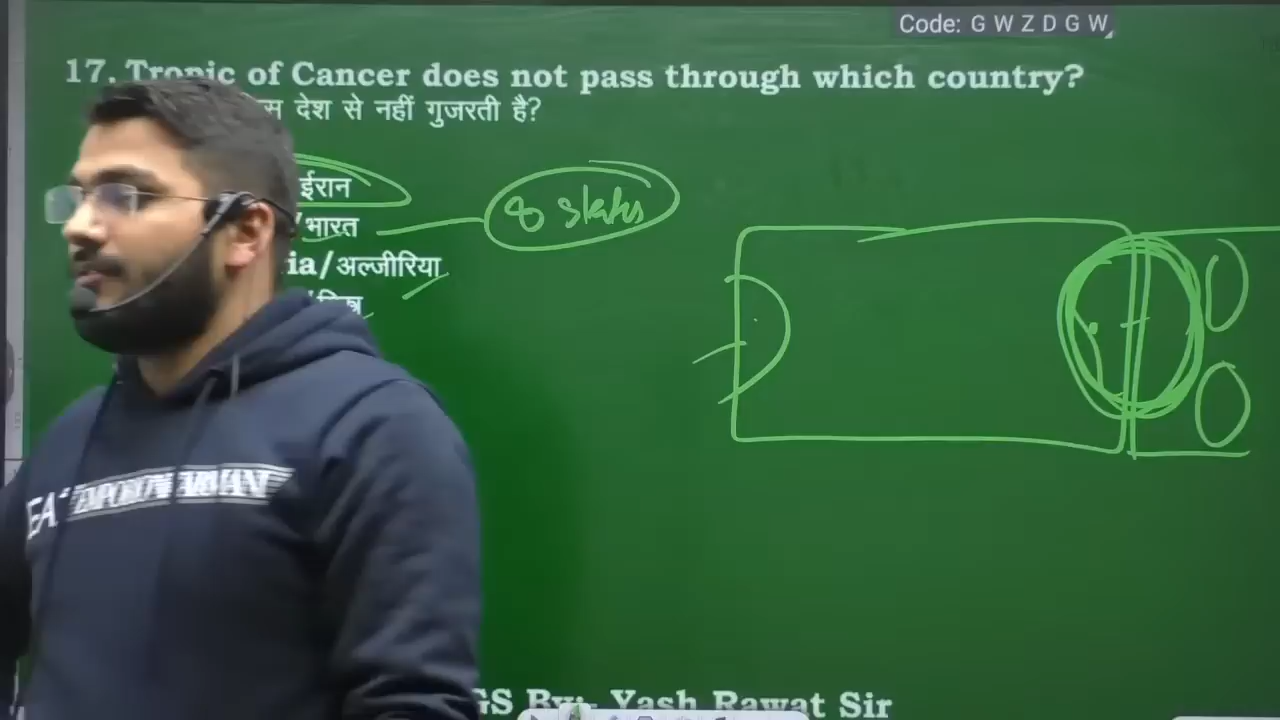 Code: G W Z D G W
17. Tropic of Cancer does not pass through which country?
देश से नहीं गुजरती है?
ईरान
/भारत 8 states
ia/अल्जीरिया
EA7 EMPORIO ARMANI
GS By:- Yash Rawat Sir